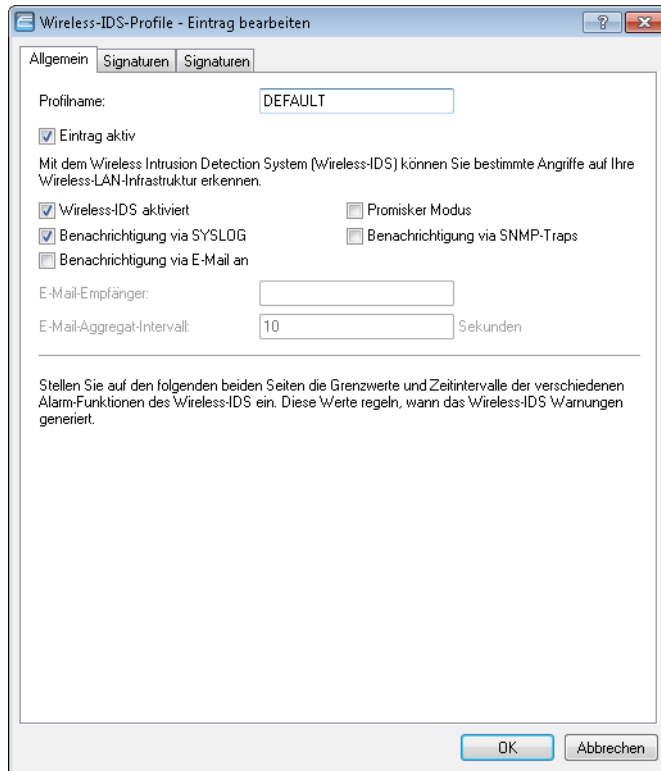 Wireless-IDS-Profile - Eintrag bearbeiten
Allgemein Signaturen Signaturen
Profilname: DEFAULT
Eintrag aktiv
Mit dem Wireless Intrusion Detection System (Wireless-IDS) können Sie bestimmte Angriffe auf Ihre
Wireless-LAN-Infrastruktur erkennen.
Wireless-IDS aktiviert Promisker Modus
Benachrichtigung via SYSLOG Benachrichtigung via SNMP-Traps
Benachrichtigung via E-Mail an
E-Mail-Empfänger:
E-Mail-Aggregat-Intervall: 10 Sekunden
Stellen Sie auf den folgenden beiden Seiten die Grenzwerte und Zeitintervalle der verschiedenen
Alarm-Funktionen des Wireless-IDS ein. Diese Werte regeln, wann das Wireless-IDS Warnungen
generiert.
OK Abbrechen